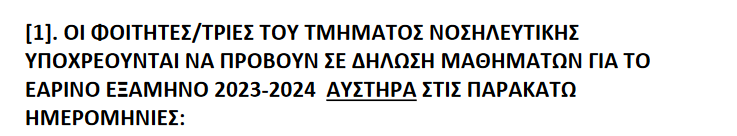 [1]. ΟΙ ΦΟΙΤΗΤΕΣ/ΤΡΙΕΣ ΤΟΥ ΤΜΗΜΑΤΟΣ ΝΟΣΗΛΕΥΤΙΚΗΣ
ΥΠΟΧΡΕΟΥΝΤΑΙ ΝΑ ΠΡΟΒΟΥΝ ΣΕ ΔΗΛΩΣΗ ΜΑΘΗΜΑΤΩΝ ΓΙΑ ΤΟ
ΕΑΡΙΝΟ ΕΞΑΜΗΝΟ 2023-2024 ΑΥΣΤΗΡΑ ΣΤΙΣ ΠΑΡΑΚΑΤΩ
ΗΜΕΡΟΜΗΝΙΕΣ: